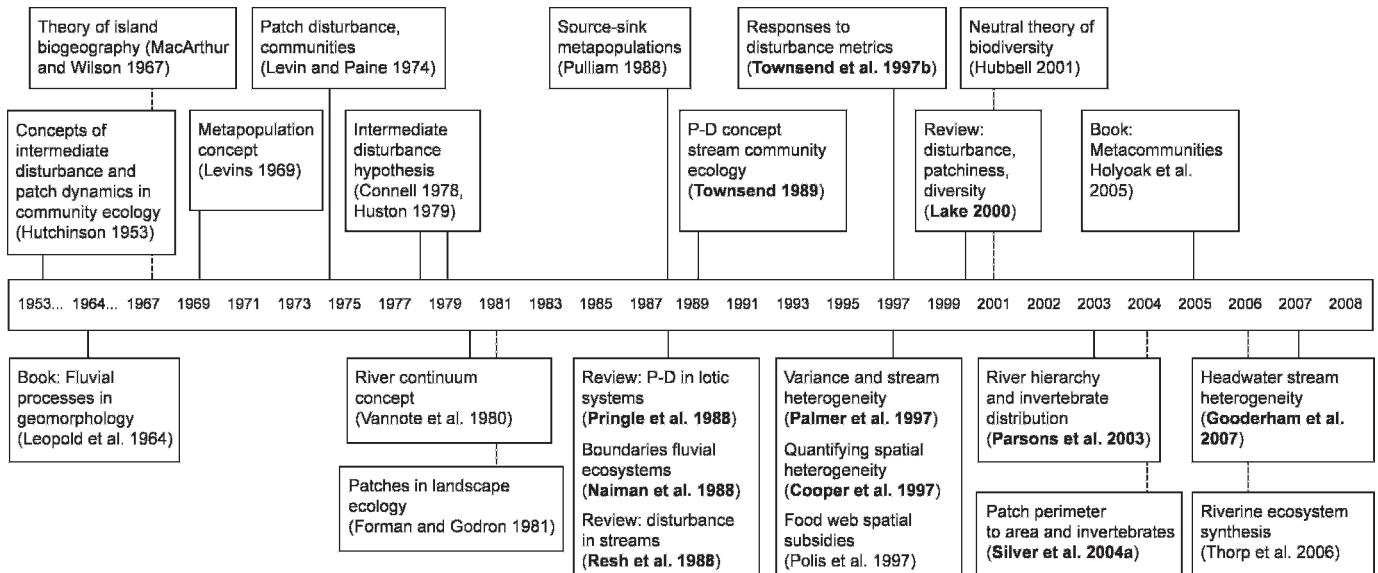 Theory of island
biogeography (MacArthur
and Wilson 1967)
Patch disturbance,
communities
(Levin and Paine 1974)
Source-sink
metapopulations
(Pulliam 1988)
Responses to
disturbance metrics
(Townsend et al. 1997b)
Neutral theory of
biodiversity
(Hubbell 2001)
Concepts of
intermediate
disturbance and
patch dynamics in
community ecology
(Hutchinson 1953)
Metapopulation
concept
(Levins 1969)
Intermediate
disturbance
hypothesis
(Connell 1978,
Huston 1979)
P-D concept
stream community
ecology
(Townsend 1989)
Review:
disturbance,
patchiness,
diversity
(Lake 2000)
Book:
Metacommunities
Holyoak et al.
2005)
1953... 1964... 1967 1969 1971 1973 1975 1977 1979 1981 1983 1985 1987 1989 1991 1993 1995 1997 1999 2001 2002 2003 2004 2005 2006 2007 2008
Book: Fluvial
processes in
geomorphology
(Leopold et al. 1964)
River continuum
concept
(Vannote et al. 1980)
Patches in landscape
ecology
(Forman and Godron 1981)
Review: P-D in lotic
systems
(Pringle et al. 1988)
Boundaries fluvial
ecosystems
(Naiman et al. 1988)
Review: disturbance
in streams
(Resh et al. 1988)
Variance and stream
heterogeneity
(Palmer et al. 1997)
Quantifying spatial
heterogeneity
(Cooper et al. 1997)
Food web spatial
subsidies
(Polis et al. 1997)
River hierarchy
and invertebrate
distribution
(Parsons et al. 2003)
Patch perimeter
to area and invertebrates
(Silver et al. 2004a)
Headwater stream
heterogeneity
(Gooderham et al.
2007)
Riverine ecosystem
synthesis
(Thorp et al. 2006)